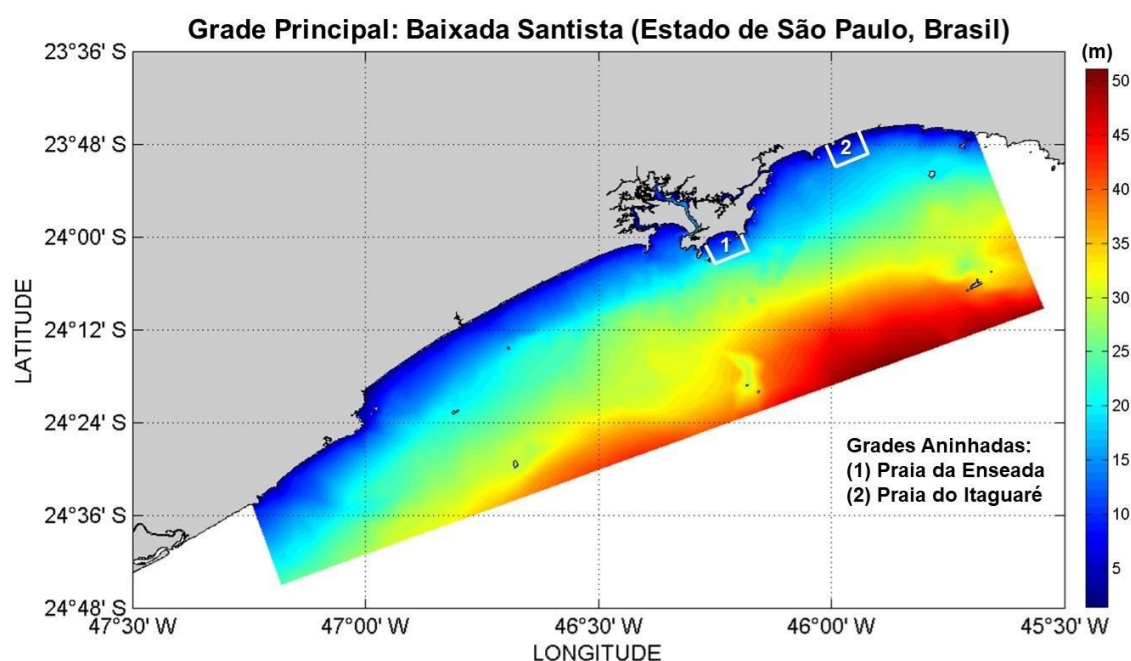 Grade Principal: Baixada Santista (Estado de São Paulo, Brasil)
(m)
23°36' S
23°48' S
24°00' S
24°12' S
24°24' S
24°36' S
24°48' S
LATITUDE
2
1
Grades Aninhadas:
(1) Praia da Enseada
(2) Praia do Itaguaré
50
45
40
35
30
25
20
15
10
5
47°30' W 47°00' W 46°30' W 46°00' W 45°30' W
LONGITUDE